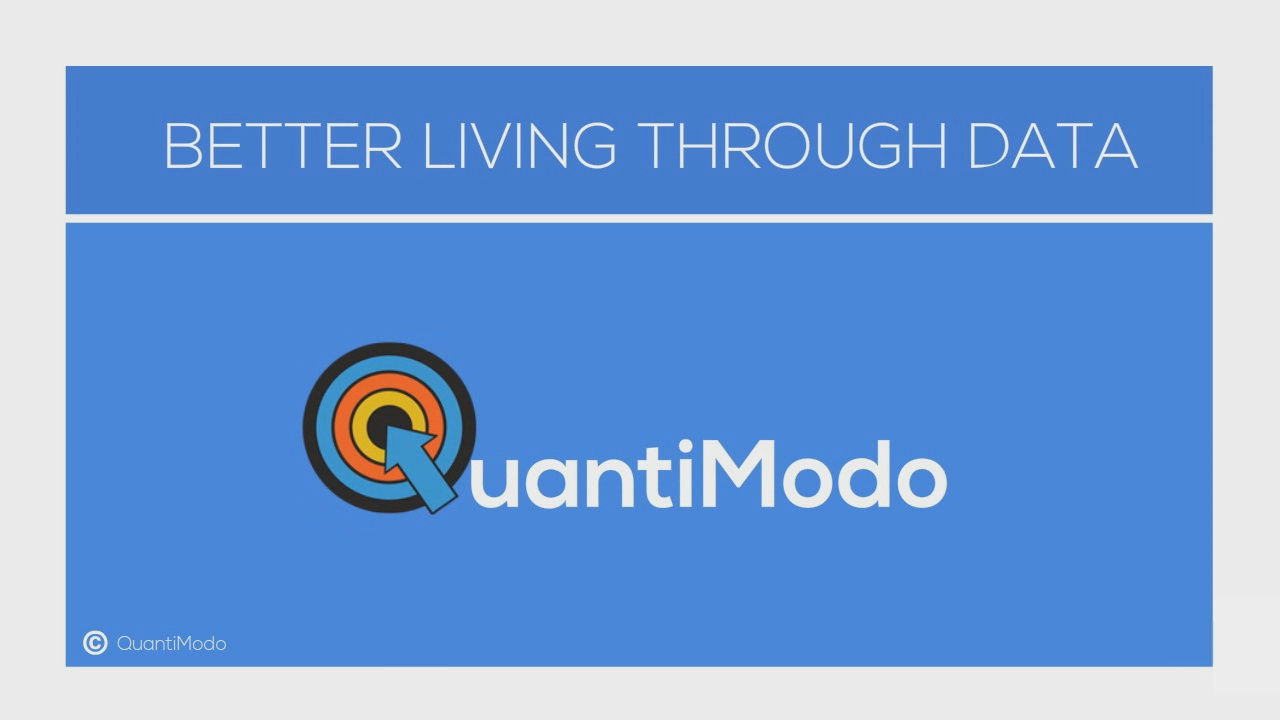 BETTER LIVING THROUGH DATA
QuantiModo
© QuantiModo